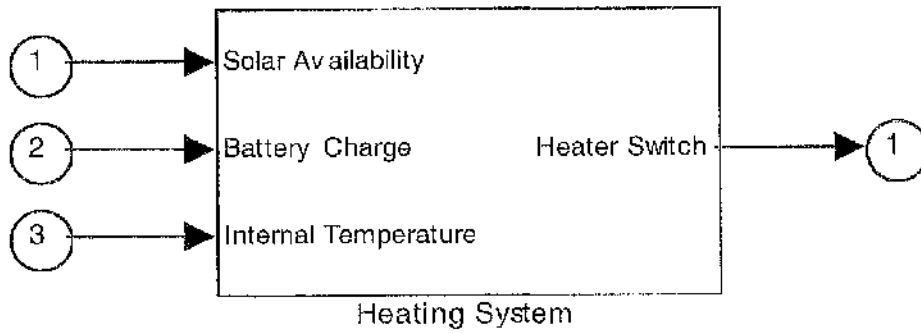 1 Solar Availability
2 Battery Charge Heater Switch 1
3 Internal Temperature
Heating System